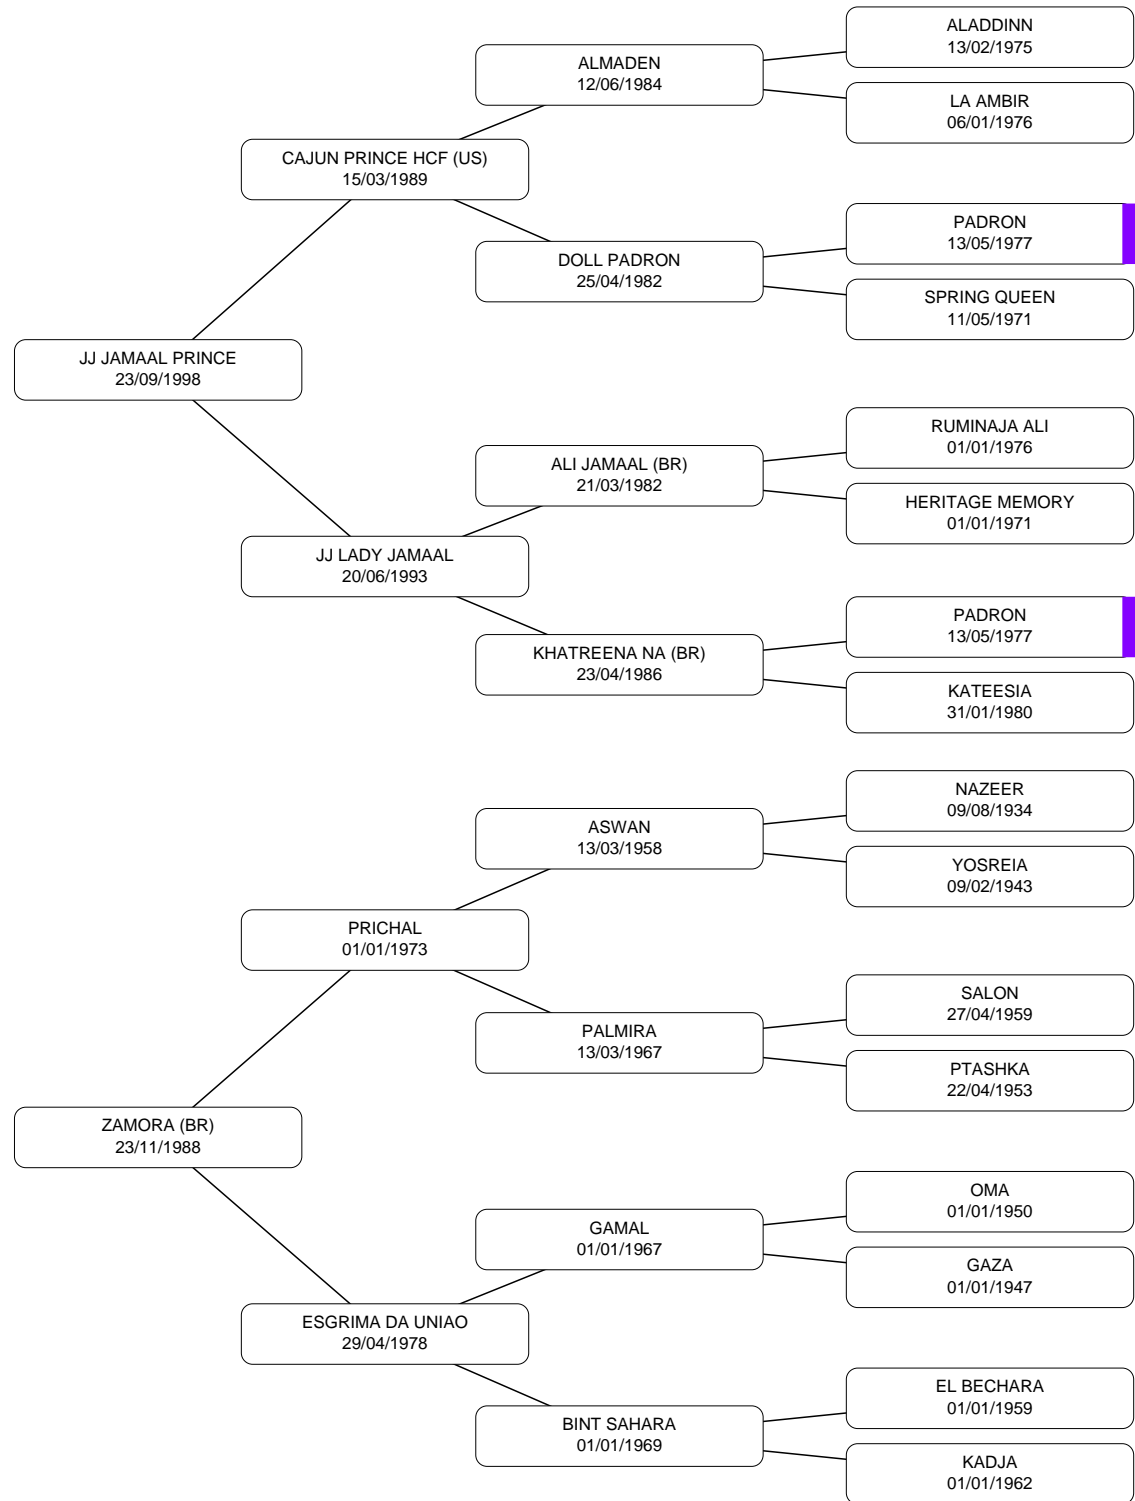 ALADDINN
13/02/1975
ALMADEN
12/06/1984
LA AMBIR
06/01/1976
CAJUN PRINCE HCF (US)
15/03/1989
PADRON
13/05/1977
DOLL PADRON
25/04/1982
SPRING QUEEN
11/05/1971
JJ JAMAAL PRINCE
23/09/1998
RUMINAJA ALI
01/01/1976
ALI JAMAAL (BR)
21/03/1982
HERITAGE MEMORY
01/01/1971
JJ LADY JAMAAL
20/06/1993
PADRON
13/05/1977
KHATREENA NA (BR)
23/04/1986
KATEESIA
31/01/1980
NAZEER
09/08/1934
ASWAN
13/03/1958
YOSREIA
09/02/1943
PRICHAL
01/01/1973
SALON
27/04/1959
PALMIRA
13/03/1967
PTASHKA
22/04/1953
ZAMORA (BR)
23/11/1988
OMA
01/01/1950
GAMAL
01/01/1967
GAZA
01/01/1947
ESGRIMA DA UNIAO
29/04/1978
EL BECHARA
01/01/1959
BINT SAHARA
01/01/1969
KADJA
01/01/1962